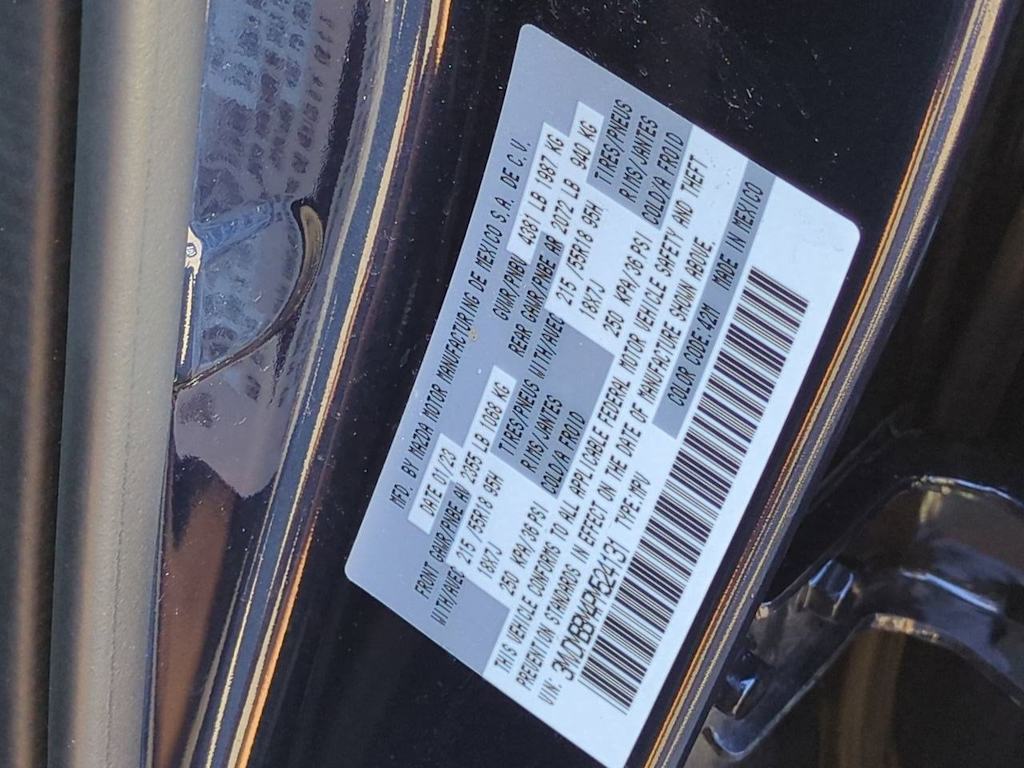 MFD. BY MAZDA MOTOR MANUFACTURING DE MEXICO S.A. DE C.V.
DATE 01/23 GVWR/PNBV 4381 LB 1987 KG
FRONT GAWR/PNBE AV 2355 LB 1068 KG REAR GAWR/PNBE AR 2072 LB 940 KG
WITH/AVEC 215/55R18 95H TIRES/PNEUS WITH/AVEC 215/55R18 95H TIRES/PNEUS
18X7J RIMS/JANTES 18X7J RIMS/JANTES
250 KPA/36 PSI COLD/A FROID 250 KPA/36 PSI COLD/A FROID
THIS VEHICLE CONFORMS TO ALL APPLICABLE FEDERAL MOTOR VEHICLE SAFETY AND THEFT
PREVENTION STANDARDS IN EFFECT ON THE DATE OF MANUFACTURE SHOWN ABOVE.
VIN: TYPE:MPV COLOR CODE:42M MADE IN MEXICO